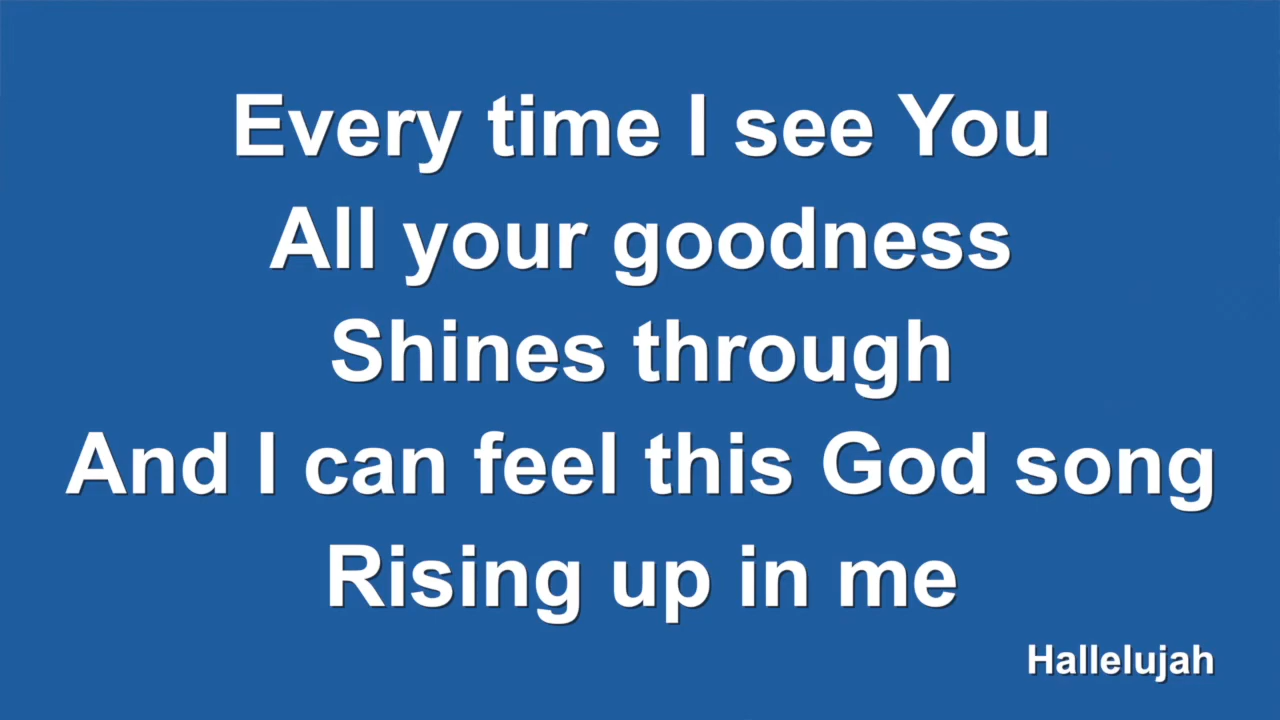 Every time I see You
All your goodness
Shines through
And I can feel this God song
Rising up in me
Hallelujah